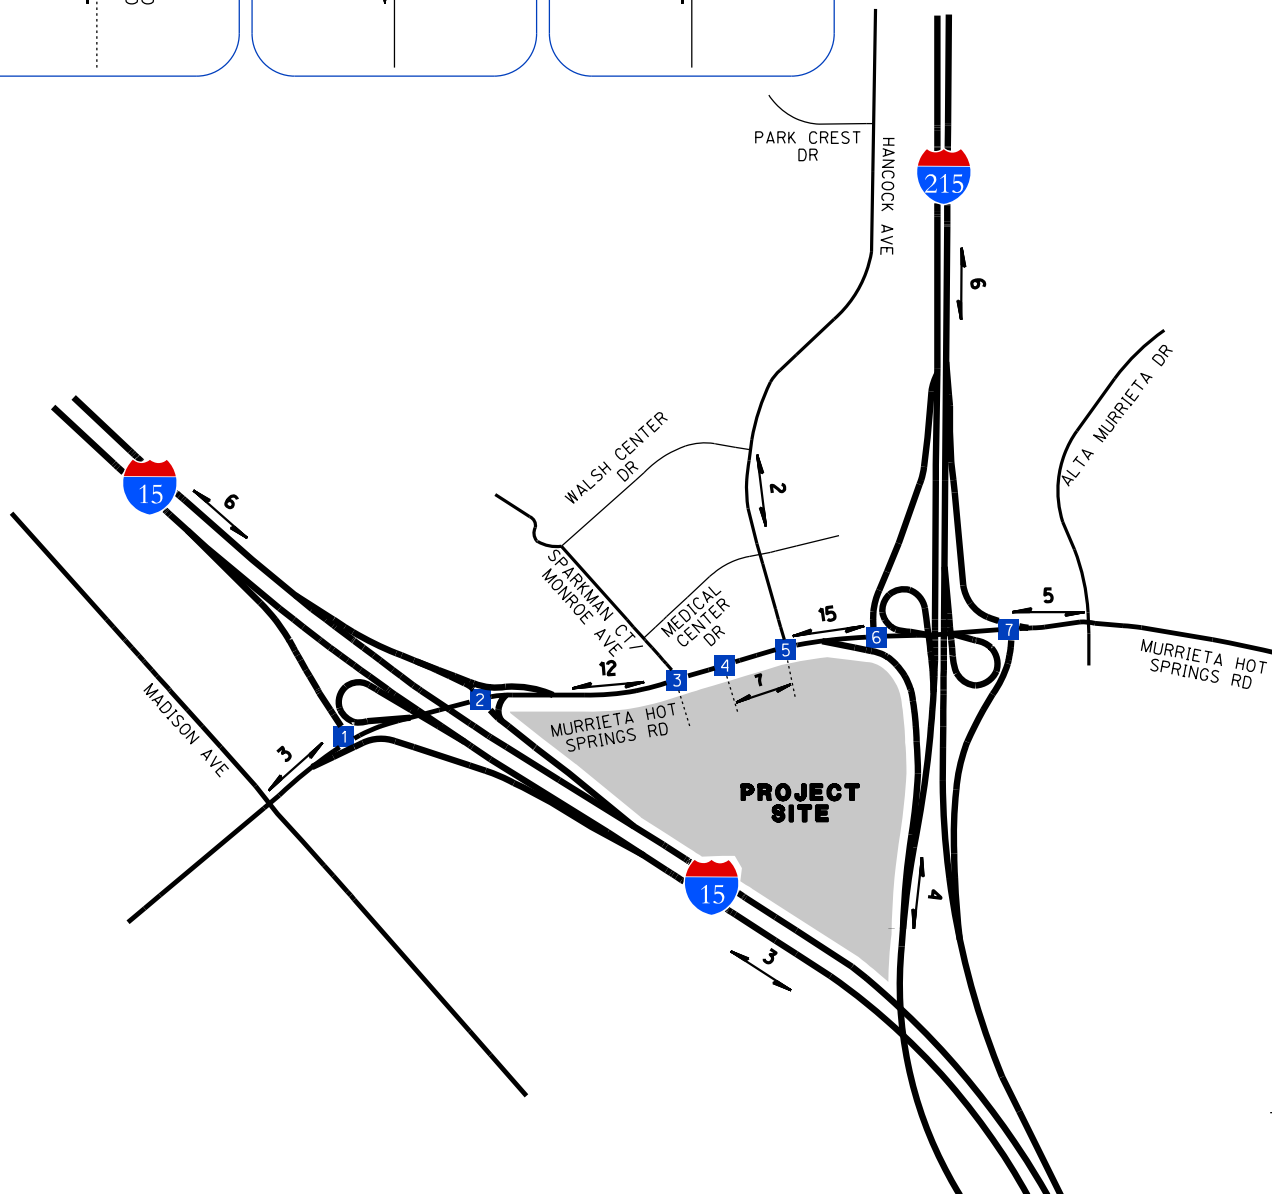 PARK CREST
DR
HANCOCK AVE
215
6
ALTA MURRIETA DR
WALSH CENTER
DR
15
6
2
SPARKMAN CT/
MONROE AVE
MEDICAL
CENTER
DR
15
5
12
3
4
5
6
7
7
2
1
MURRIETA HOT
SPRINGS RD
MURRIETA HOT
SPRINGS RD
MADISON AVE
3
PROJECT
SITE
15
4
3